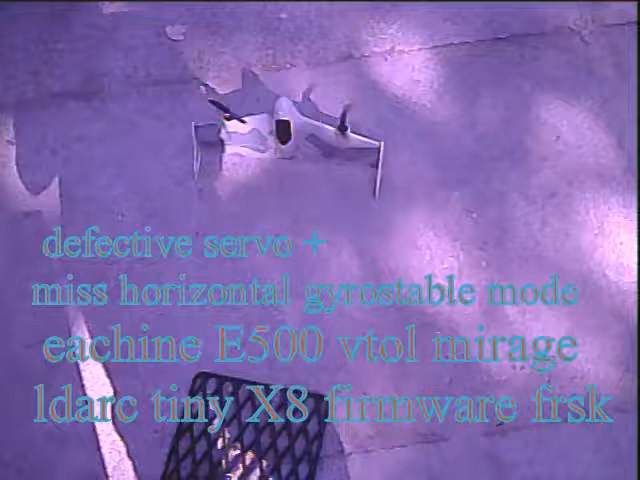 defective servo +
miss horizontal gyrostable mode
eachine E500 vtol mirage
ldarc tiny X8 firmware frsk